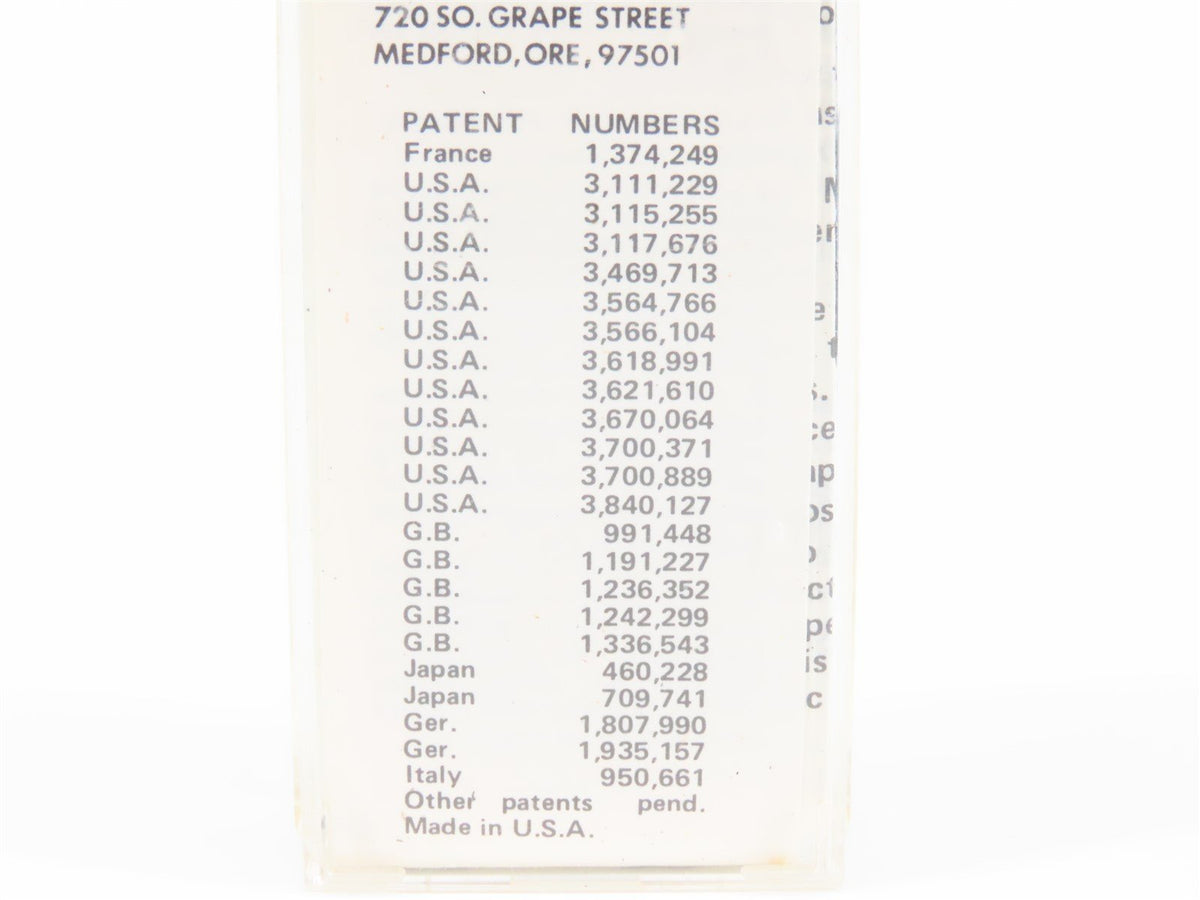 720 SO. GRAPE STREET
MEDFORD, ORE, 97501
PATENT NUMBERS
France 1,374,249
U.S.A. 3,111,229
U.S.A. 3,115,255
U.S.A. 3,117,676
U.S.A. 3,469,713
U.S.A. 3,564,766
U.S.A. 3,566,104
U.S.A. 3,618,991
U.S.A. 3,621,610
U.S.A. 3,670,064
U.S.A. 3,700,371
U.S.A. 3,700,889
U.S.A. 3,840,127
G.B. 991,448
G.B. 1,191,227
G.B. 1,236,352
G.B. 1,242,299
G.B. 1,336,543
Japan 460,228
Japan 709,741
Ger. 1,807,990
Ger. 1,935,157
Italy 950,661
Other patents pend.
Made in U.S.A.